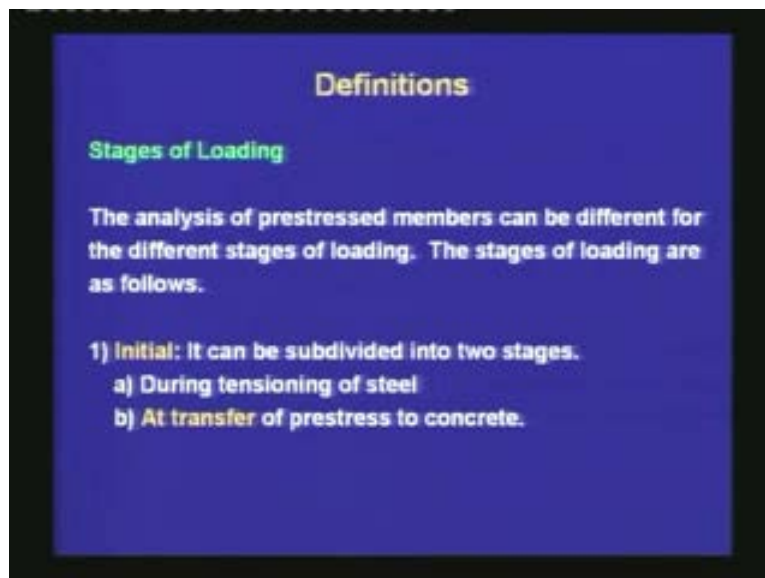 Definitions
Stages of Loading
The analysis of prestressed members can be different for
the different stages of loading. The stages of loading are
as follows.
1) Initial: It can be subdivided into two stages.
a) During tensioning of steel
b) At transfer of prestress to concrete.